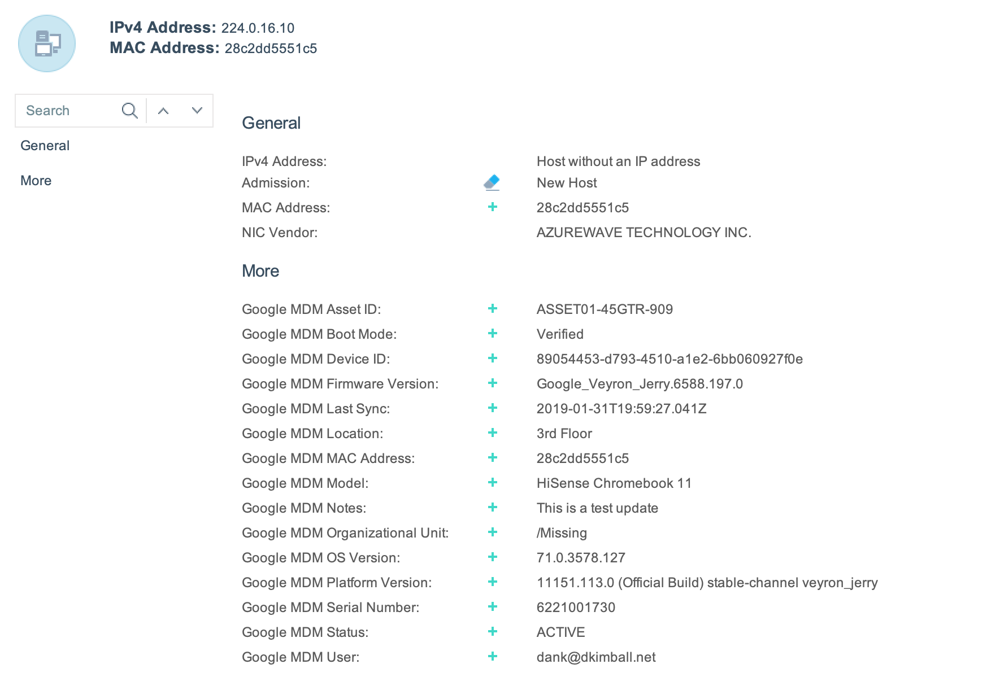 IPv4 Address: 224.0.16.10
MAC Address: 28c2dd5551c5
Search
General
More
General
IPv4 Address: Host without an IP address
Admission: New Host
MAC Address: 28c2dd5551c5
NIC Vendor: AZUREWAVE TECHNOLOGY INC.
More
Google MDM Asset ID: ASSET01-45GTR-909
Google MDM Boot Mode: Verified
Google MDM Device ID: 89054453-d793-4510-a1e2-6bb060927f0e
Google MDM Firmware Version: Google_Veyron_Jerry.6588.197.0
Google MDM Last Sync: 2019-01-31T19:59:27.041Z
Google MDM Location: 3rd Floor
Google MDM MAC Address: 28c2dd5551c5
Google MDM Model: HiSense Chromebook 11
Google MDM Notes: This is a test update
Google MDM Organizational Unit: /Missing
Google MDM OS Version: 71.0.3578.127
Google MDM Platform Version: 11151.113.0 (Official Build) stable-channel veyron_jerry
Google MDM Serial Number: 6221001730
Google MDM Status: ACTIVE
Google MDM User: dank@dkimball.net